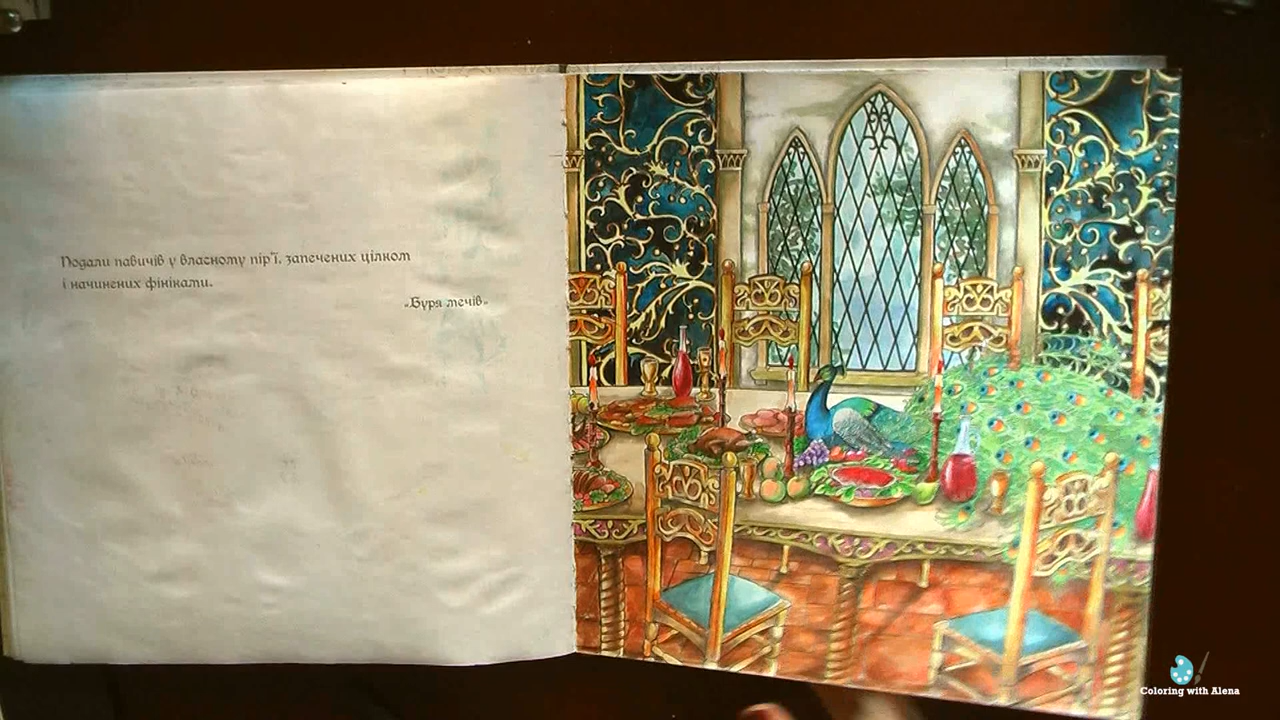 Подали павичів у власному пір'ї, запечених цілком
і начинених фініками.
„Буря мечів“
Coloring with Alena